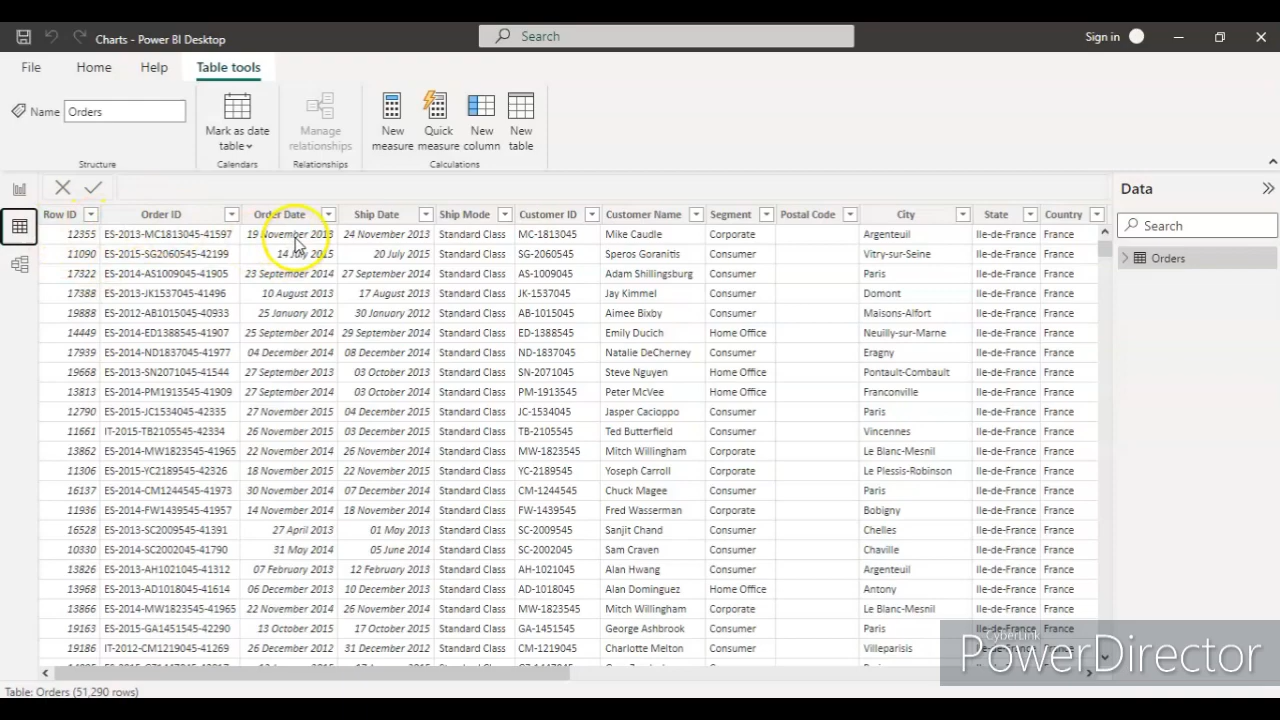 Charts - Power BI Desktop
Search
Sign in
File
Home
Help
Table tools
Name
Orders
Mark as date table
Manage relationships
New measure
Quick measure
New column
New table
Structure
Calendars
Relationships
Calculations
Row ID Order ID Order Date Ship Date Ship Mode Customer ID Customer Name Segment Postal Code City State Country
12355 ES-2013-MC1813045-41597 19 November 2013 24 November 2013 Standard Class MC-1813045 Mike Caudle Corporate Argenteuil Ile-de-France France
11090 ES-2015-SG2060545-42199 14 July 2015 20 July 2015 Standard Class SG-2060545 Speros Goranitis Consumer Vitry-sur-Seine Ile-de-France France
17322 ES-2014-AS1009045-41905 23 September 2014 27 September 2014 Standard Class AS-1009045 Adam Shillingsburg Consumer Paris Ile-de-France France
17388 ES-2013-JK1537045-41496 10 August 2013 17 August 2013 Standard Class JK-1537045 Jay Kimmel Consumer Domont Ile-de-France France
19888 ES-2012-AB1015045-40933 25 January 2012 30 January 2012 Standard Class AB-1015045 Aimee Bixby Consumer Maisons-Alfort Ile-de-France France
14449 ES-2014-ED1388545-41907 25 September 2014 29 September 2014 Standard Class ED-1388545 Emily Ducich Home Office Neuilly-sur-Marne Ile-de-France France
17939 ES-2014-ND1837045-41977 04 December 2014 08 December 2014 Standard Class ND-1837045 Natalie DeCherney Consumer Eragny Ile-de-France France
19668 ES-2013-SN2071045-41544 27 September 2013 03 October 2013 Standard Class SN-2071045 Steve Nguyen Home Office Pontault-Combault Ile-de-France France
13813 ES-2014-PM1913545-41909 27 September 2014 03 October 2014 Standard Class PM-1913545 Peter McVee Home Office Franconville Ile-de-France France
12790 ES-2015-JC1534045-42335 27 November 2015 04 December 2015 Standard Class JC-1534045 Jasper Cacioppo Consumer Paris Ile-de-France France
11661 IT-2015-TB2105545-42334 26 November 2015 29 November 2015 Standard Class TB-2105545 Ted Butterfield Consumer Vincennes Ile-de-France France
13862 ES-2014-MW1823545-41965 22 November 2014 26 November 2014 Standard Class MW-1823545 Mitch Willingham Corporate Le Blanc-Mesnil Ile-de-France France
11306 ES-2015-YC2189545-42326 18 November 2015 22 November 2015 Standard Class YC-2189545 Yoseph Carroll Corporate Le Plessis-Robinson Ile-de-France France
16137 ES-2014-CM1244545-41973 30 November 2014 07 December 2014 Standard Class CM-1244545 Chuck Magee Consumer Paris Ile-de-France France
11936 ES-2014-FW1439545-41957 14 November 2014 18 November 2014 Standard Class FW-1439545 Fred Wasserman Corporate Bobigny Ile-de-France France
16528 ES-2013-SC2009545-41391 27 April 2013 01 May 2013 Standard Class SC-2009545 Sanjit Chand Consumer Chelles Ile-de-France France
10330 ES-2014-SC2002045-41790 31 May 2014 05 June 2014 Standard Class SC-2002045 Sam Craven Consumer Chaville Ile-de-France France
13826 ES-2013-AH1021045-41312 07 February 2013 12 February 2013 Standard Class AH-1021045 Alan Hwang Consumer Argenteuil Ile-de-France France
13968 ES-2013-AD1018045-41614 06 December 2013 10 December 2013 Standard Class AD-1018045 Alan Dominguez Home Office Antony Ile-de-France France
13866 ES-2014-MW1823545-41965 22 November 2014 26 November 2014 Standard Class MW-1823545 Mitch Willingham Corporate Le Blanc-Mesnil Ile-de-France France
19163 ES-2015-GA1451545-42290 13 October 2015 17 October 2015 Standard Class GA-1451545 George Ashbrook Consumer Paris
19186 IT-2012-CM1219045-41269 26 December 2012 31 December 2012 Standard Class CM-1219045 Charlotte Melton Consumer Villeparisis
Data
Search
Orders
CyberLink
PowerDirector
Table: Orders (51,290 rows)